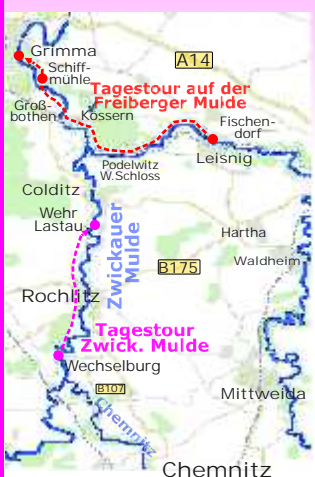 Grimma
A14
Schiff-
mühle
Tagestour auf der
Freiberger Mulde
Groß-
bothen
Kössern
Fischen-
dorf
Leisnig
Podelwitz
W.Schloss
Colditz
Wehr
Lastau
Zwickauer
Mulde
Hartha
Waldheim
B175
Rochlitz
Tagestour
Zwick. Mulde
Wechselburg
B107
Mittweida
Chemnitz
Chemnitz